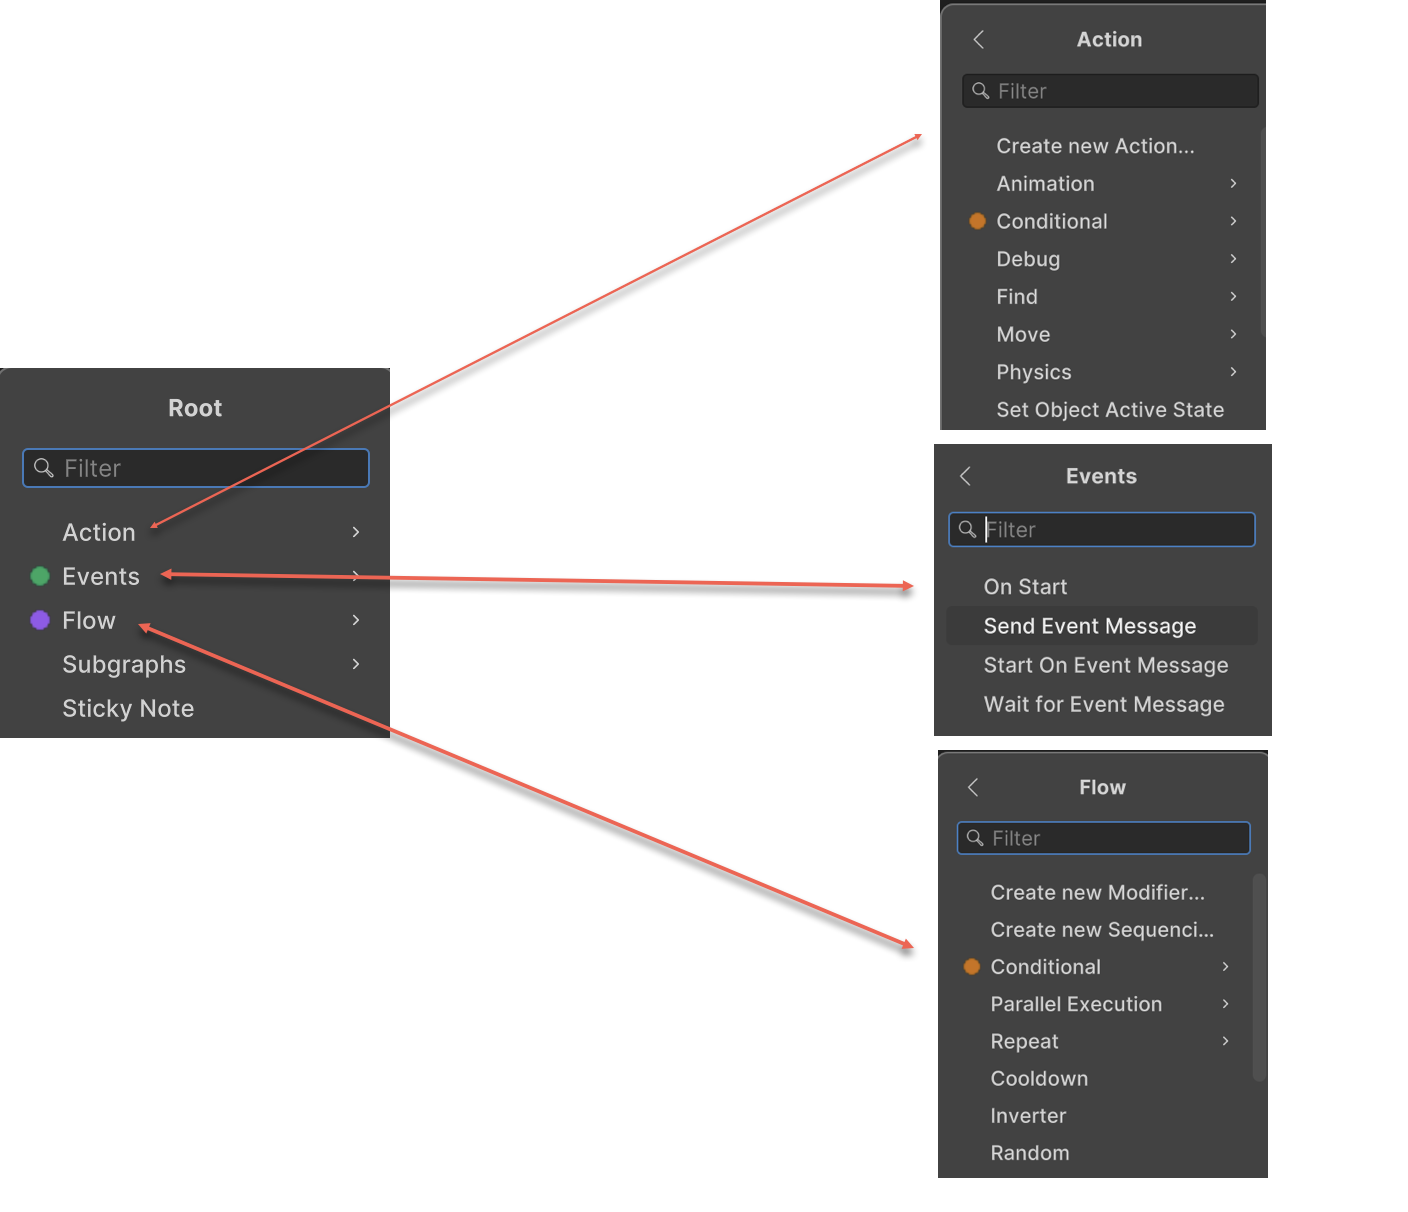 Root
Filter
Action
Events
Flow
Subgraphs
Sticky Note
Action
Filter
Create new Action...
Animation
Conditional
Debug
Find
Move
Physics
Set Object Active State
Events
Filter
On Start
Send Event Message
Start On Event Message
Wait for Event Message
Flow
Filter
Create new Modifier...
Create new Sequenci...
Conditional
Parallel Execution
Repeat
Cooldown
Inverter
Random